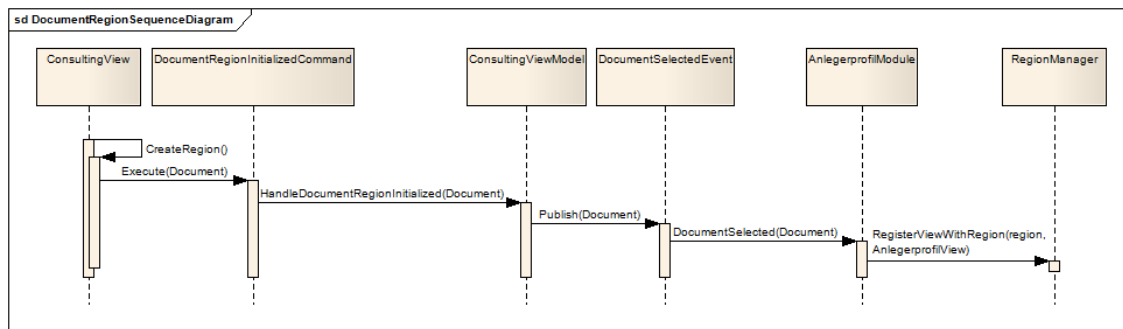 sd DocumentRegionSequenceDiagram
ConsultingView
DocumentRegionInitializedCommand
ConsultingViewModel
DocumentSelectedEvent
AnlegerprofilModule
RegionManager
CreateRegion()
Execute(Document)
HandleDocumentRegionInitialized(Document)
Publish(Document)
DocumentSelected(Document)
RegisterViewWithRegion(region,
AnlegerprofilView)